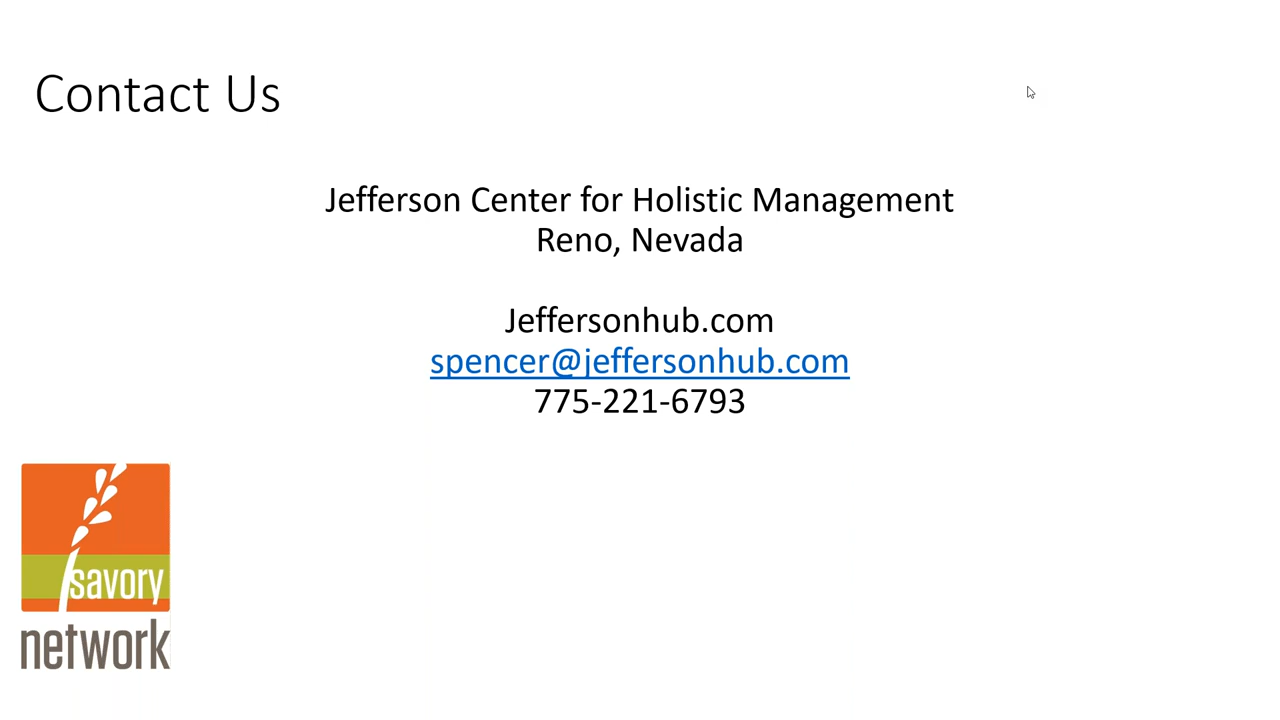 Contact Us
Jefferson Center for Holistic Management
Reno, Nevada
Jeffersonhub.com
spencer@jeffersonhub.com
775-221-6793
savory
network